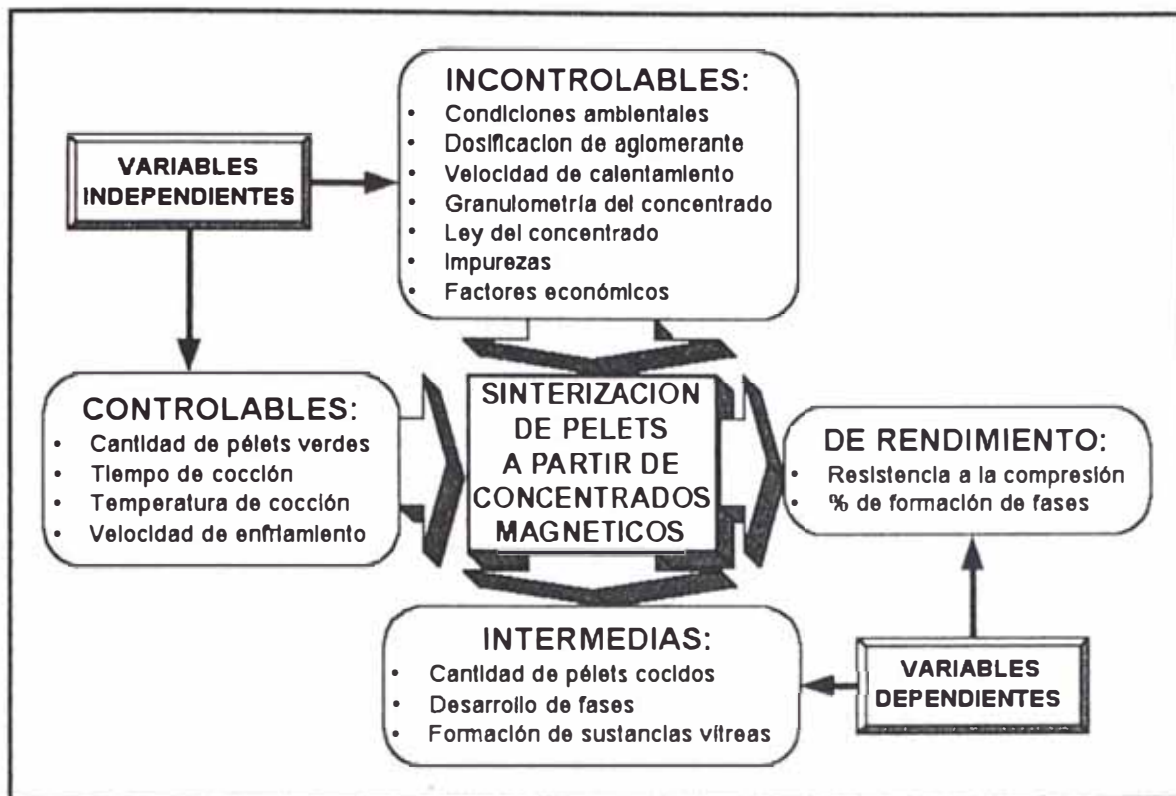 INCONTROLABLES:
• Condiciones ambientales
• Dosificacion de aglomerante
• Velocidad de calentamiento
• Granulometría del concentrado
• Ley del concentrado
• Impurezas
• Factores económicos
VARIABLES
INDEPENDIENTES
CONTROLABLES:
• Cantidad de pélets verdes
• Tiempo de cocción
• Temperatura de cocción
• Velocidad de enfriamiento
SINTERIZACION
DE PELETS
A PARTIR DE
CONCENTRADOS
MAGNETICOS
DE RENDIMIENTO:
• Resistencia a la compresión
• % de formación de fases
INTERMEDIAS:
• Cantidad de pélets cocidos
• Desarrollo de fases
• Formación de sustancias vítreas
VARIABLES
DEPENDIENTES